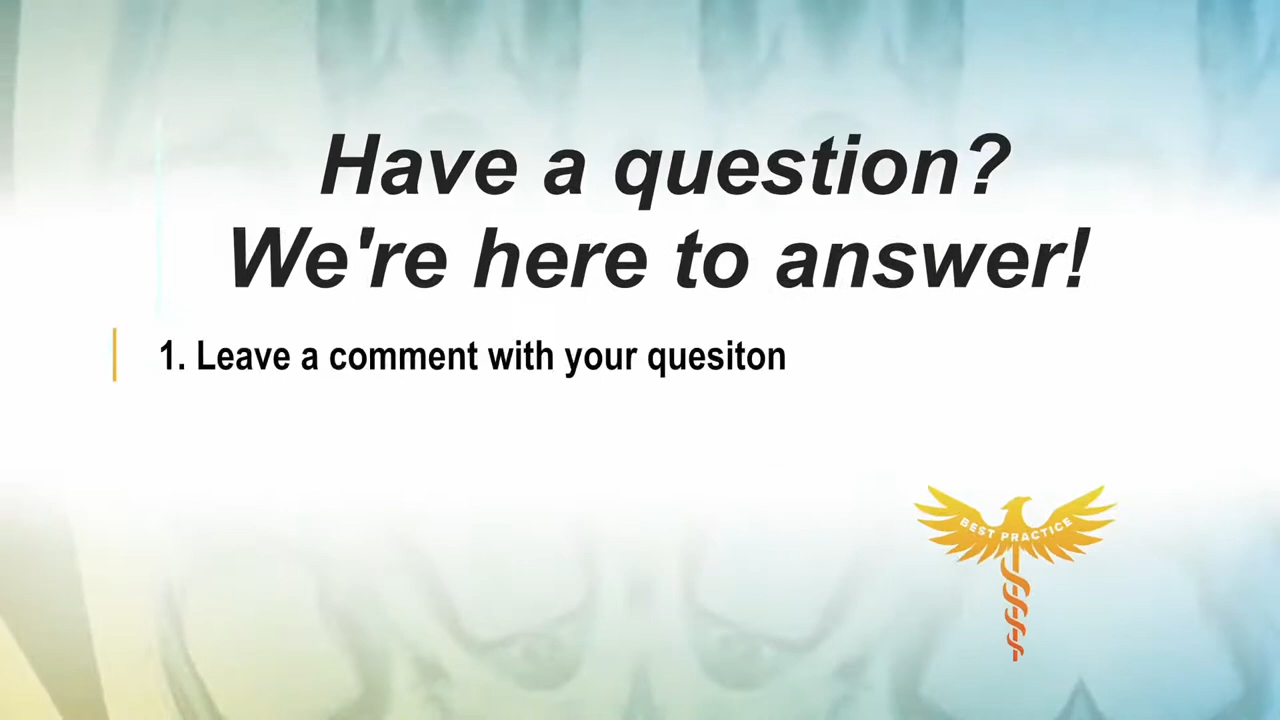 Have a question?
We're here to answer!
1. Leave a comment with your quesiton
BEST PRACTICE